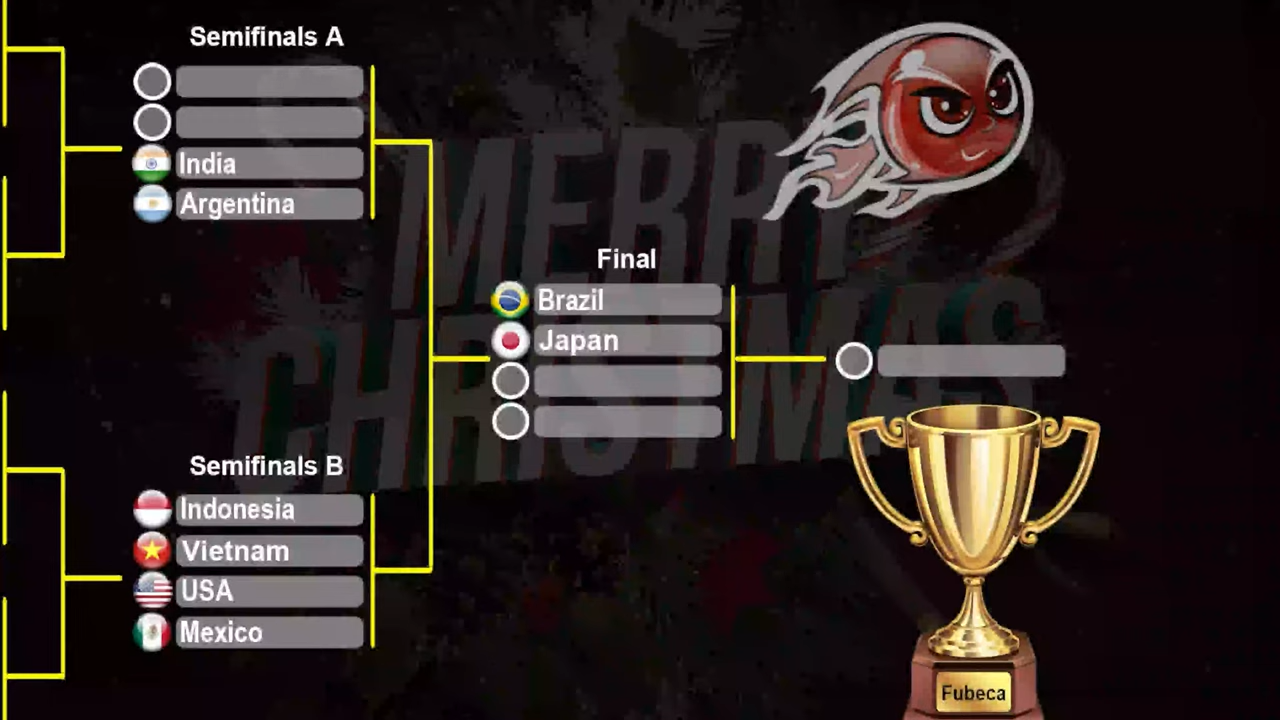 Semifinals A
India
Argentina
MERRY
CHRISTMAS
Final
Brazil
Japan
Semifinals B
Indonesia
Vietnam
USA
Mexico
Fubeca